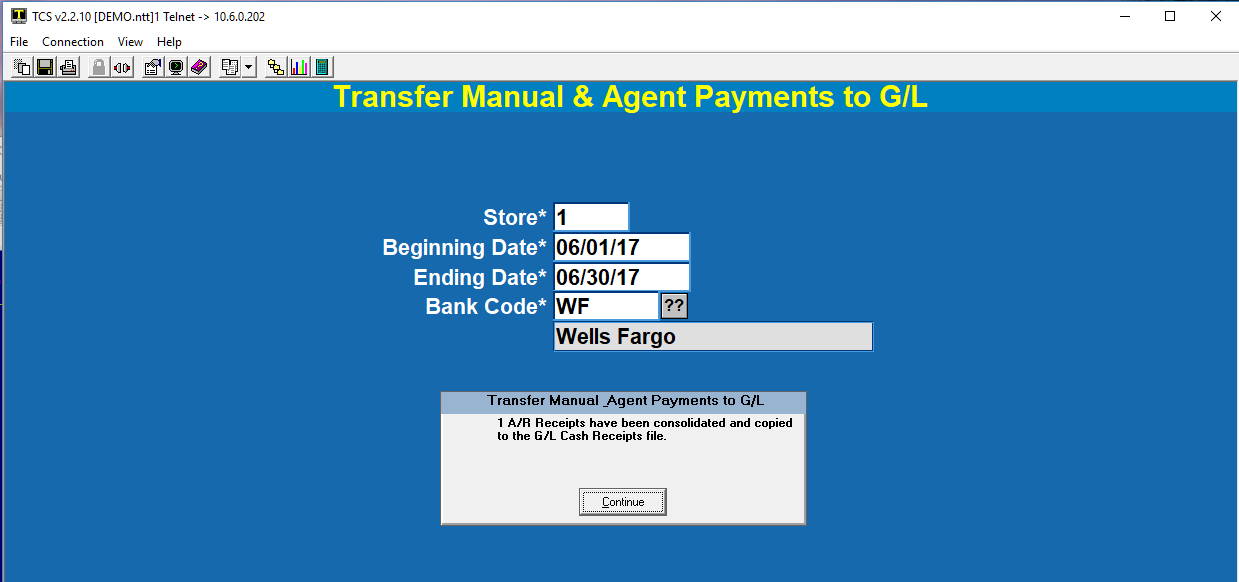 TCS v2.2.10 [DEMO.ntt]1 Telnet -> 10.6.0.202
File Connection View Help
Transfer Manual & Agent Payments to G/L
Store* 1
Beginning Date* 06/01/17
Ending Date* 06/30/17
Bank Code* WF ??
Wells Fargo
Transfer Manual _Agent Payments to G/L
1 A/R Receipts have been consolidated and copied
to the G/L Cash Receipts file.
Continue